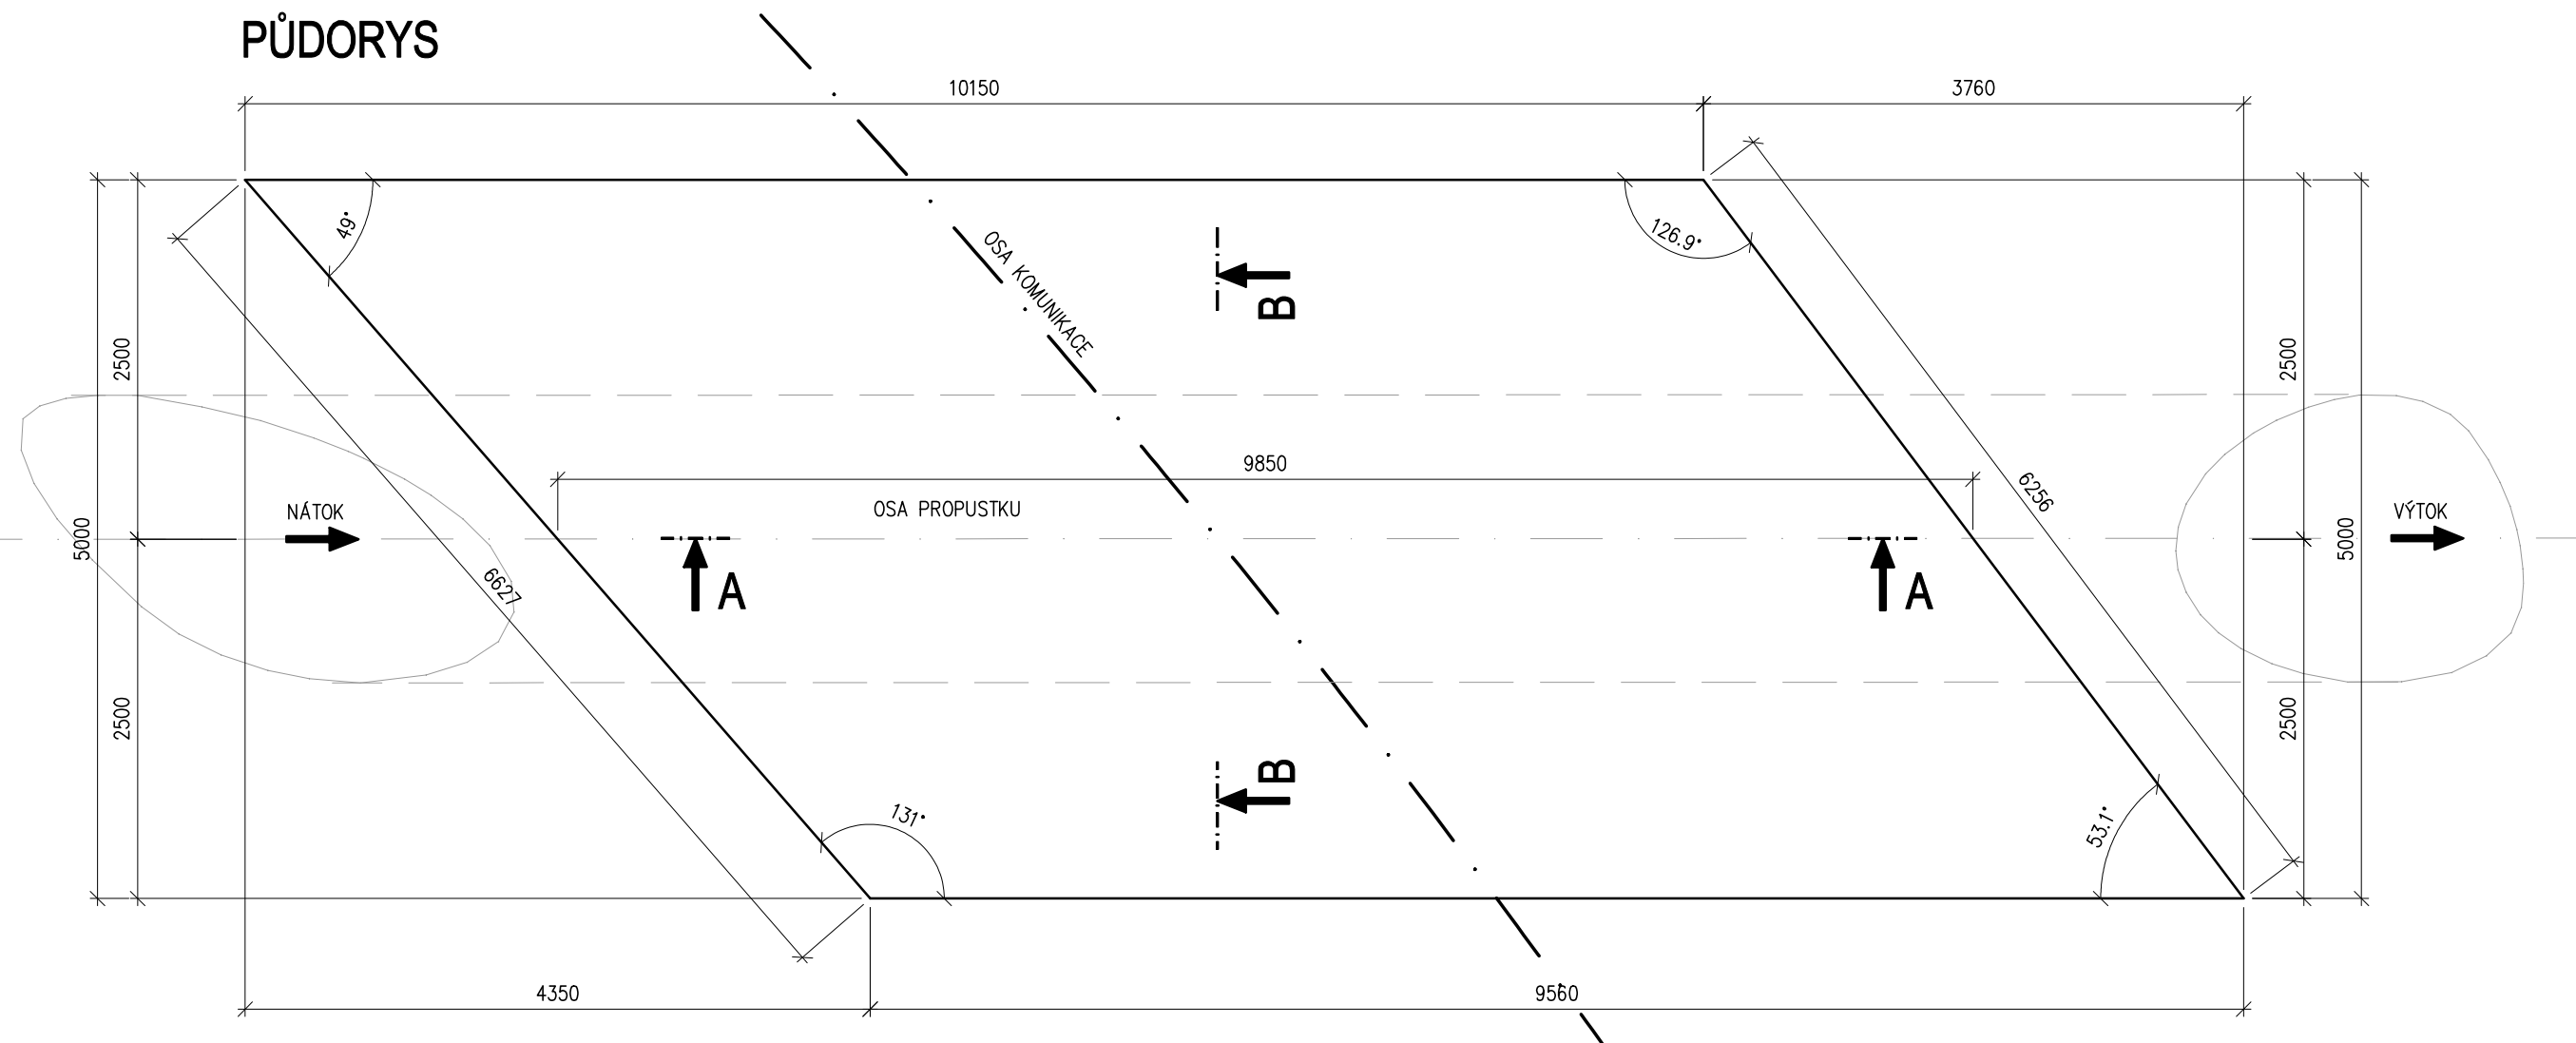 PŮDORYS
10150
3760
49°
126.9°
OSA KOMUNIKACE
B
2500
2500
9850
6256
OSA PROPUSTKU
NÁTOK
VÝTOK
5000
5000
6627
A
A
2500
2500
B
131°
53.1°
4350
9560